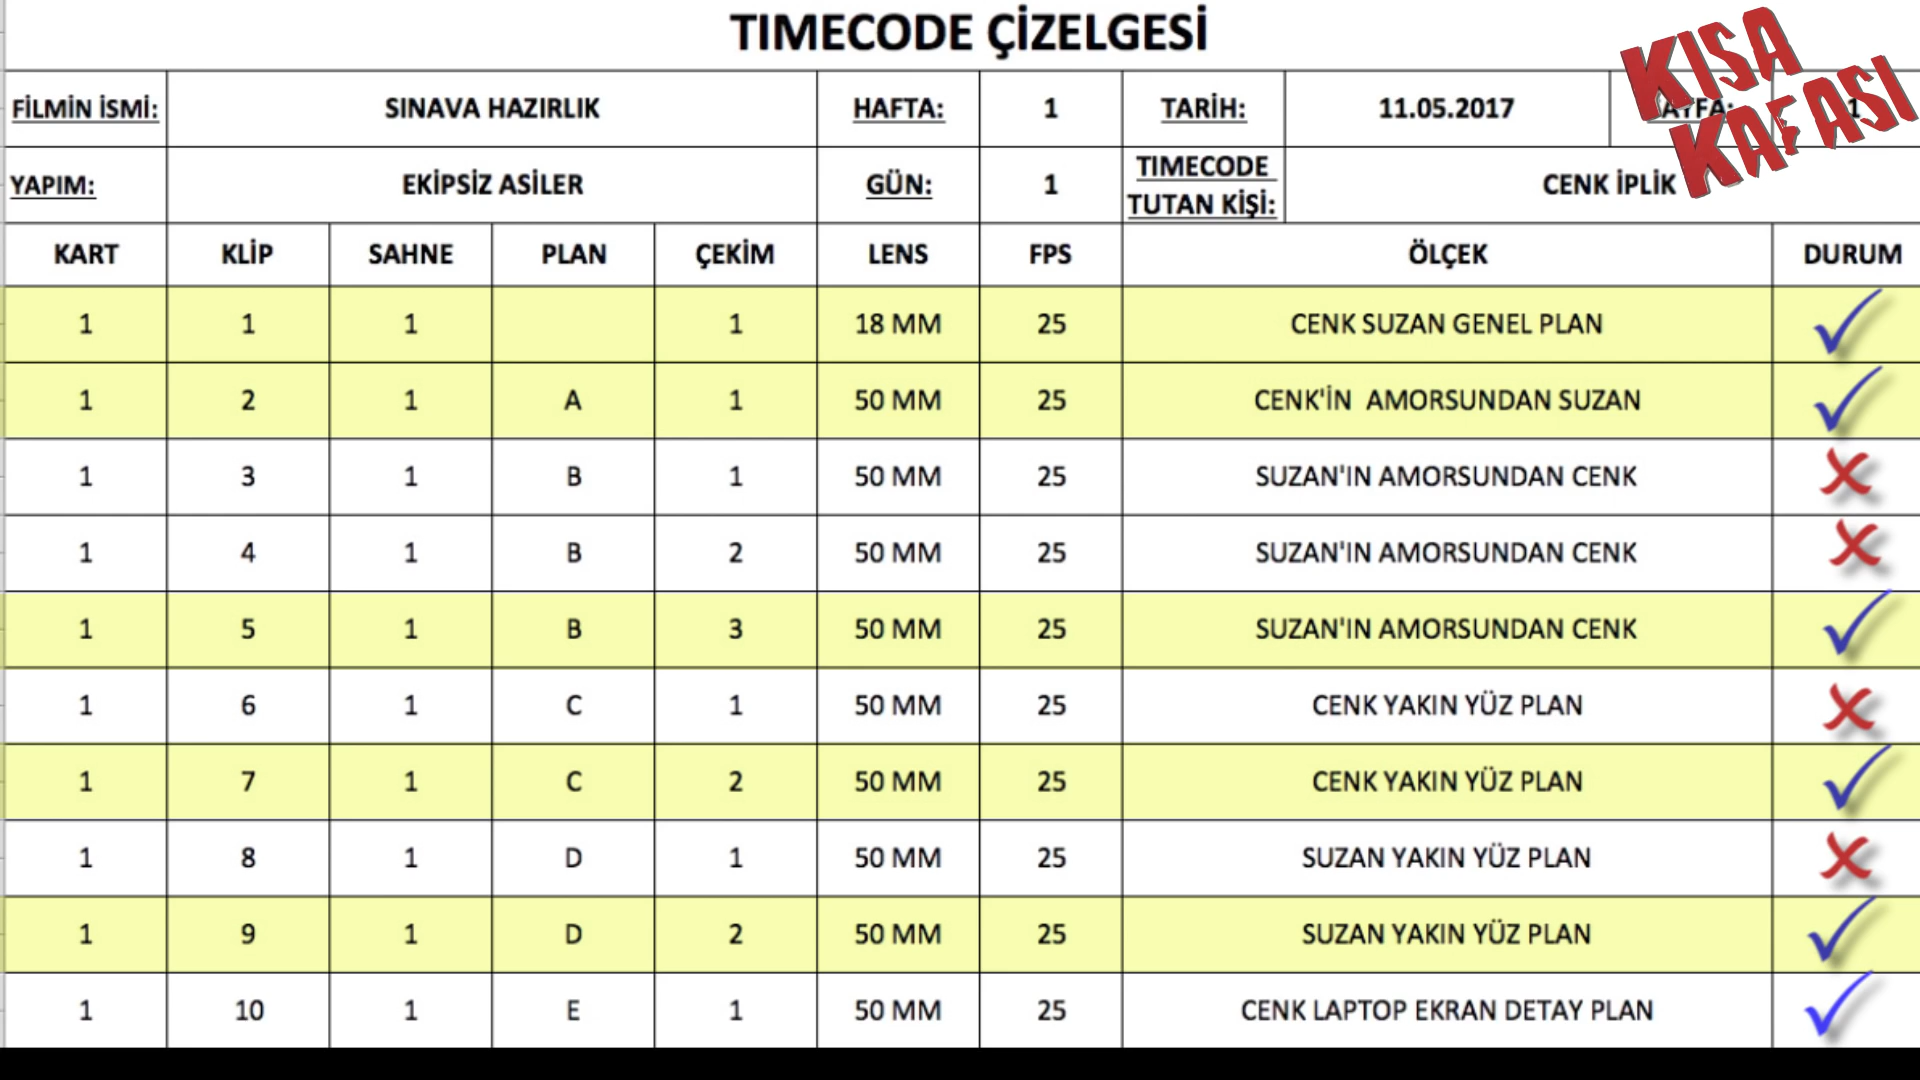 TIMECODE ÇİZELGESİ
FİLMİN İSMİ: SINAVA HAZIRLIK HAFTA: 1 TARİH: 11.05.2017 1
YAPIM: EKİPSİZ ASİLER GÜN: 1 TIMECODE TUTAN KİŞİ: CENK İPLİK
KISA
KAFASI
KART KLİP SAHNE PLAN ÇEKİM LENS FPS ÖLÇEK DURUM
1 1 1 1 18 MM 25 CENK SUZAN GENEL PLAN
1 2 1 A 1 50 MM 25 CENK'İN AMORSUNDAN SUZAN
1 3 1 B 1 50 MM 25 SUZAN'IN AMORSUNDAN CENK
1 4 1 B 2 50 MM 25 SUZAN'IN AMORSUNDAN CENK
1 5 1 B 3 50 MM 25 SUZAN'IN AMORSUNDAN CENK
1 6 1 C 1 50 MM 25 CENK YAKIN YÜZ PLAN
1 7 1 C 2 50 MM 25 CENK YAKIN YÜZ PLAN
1 8 1 D 1 50 MM 25 SUZAN YAKIN YÜZ PLAN
1 9 1 D 2 50 MM 25 SUZAN YAKIN YÜZ PLAN
1 10 1 E 1 50 MM 25 CENK LAPTOP EKRAN DETAY PLAN